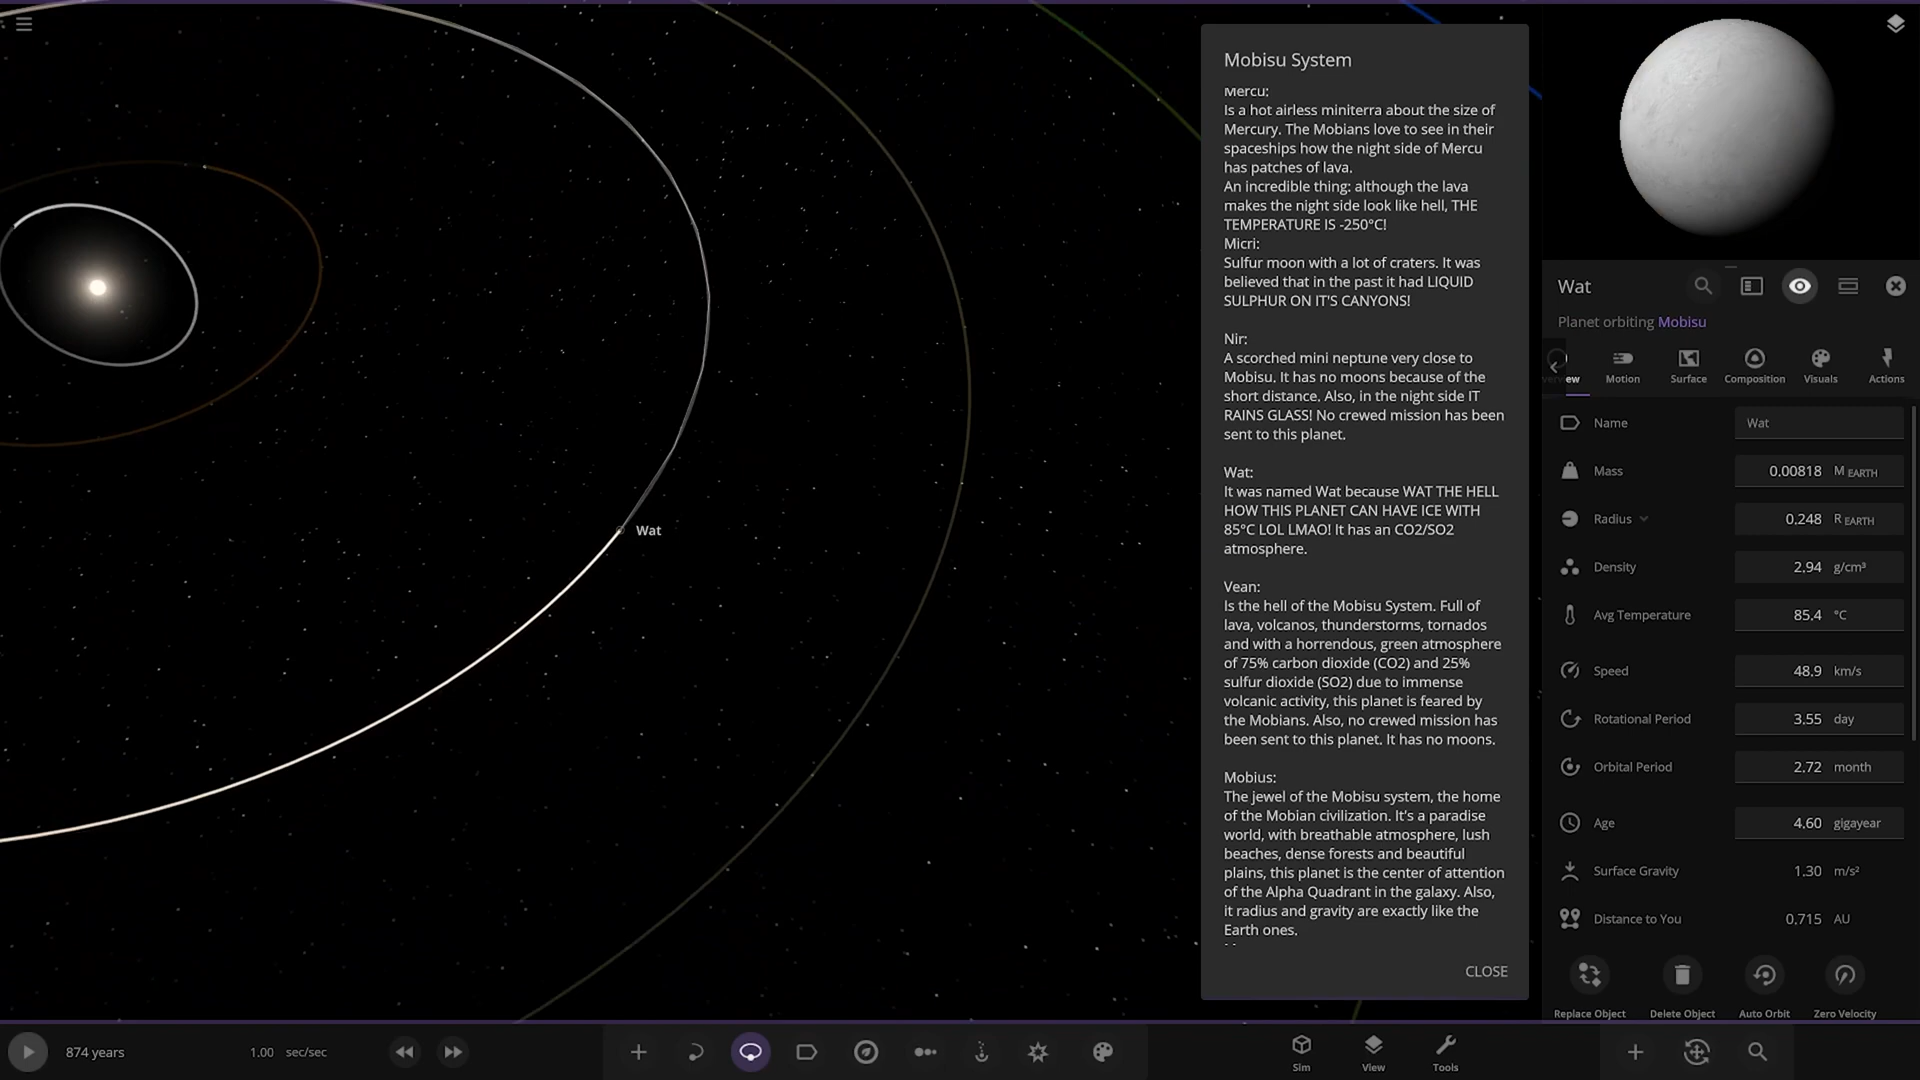 Mobisu System
Mercu:
Is a hot airless miniterra about the size of
Mercury. The Mobians love to see in their
spaceships how the night side of Mercu
has patches of lava.
An incredible thing: although the lava
makes the night side look like hell, THE
TEMPERATURE IS -250°C!
Micri:
Sulfur moon with a lot of craters. It was
believed that in the past it had LIQUID
SULPHUR ON IT'S CANYONS!
Nir:
A scorched mini neptune very close to
Mobisu. It has no moons because of the
short distance. Also, in the night side IT
RAINS GLASS! No crewed mission has been
sent to this planet.
Wat:
It was named Wat because WAT THE HELL
HOW THIS PLANET CAN HAVE ICE WITH
85°C LOL LMAO! It has an CO2/SO2
atmosphere.
Vean:
Is the hell of the Mobisu System. Full of
lava, volcanos, thunderstorms, tornados
and with a horrendous, green atmosphere
of 75% carbon dioxide (CO2) and 25%
sulfur dioxide (SO2) due to immense
volcanic activity, this planet is feared by
the Mobians. Also, no crewed mission has
been sent to this planet. It has no moons.
Mobius:
The jewel of the Mobisu system, the home
of the Mobian civilization. It's a paradise
world, with breathable atmosphere, lush
beaches, dense forests and beautiful
plains, this planet is the center of attention
of the Alpha Quadrant in the galaxy. Also,
it radius and gravity are exactly like the
Earth ones.
CLOSE
Wat
Wat
Planet orbiting Mobisu
Motion Surface Composition Visuals Actions
Name Wat
Mass 0,00818 M EARTH
Radius 0,248 R EARTH
Density 2,94 g/cm³
Avg Temperature 85,4 °C
Speed 48,9 km/s
Rotational Period 3,55 day
Orbital Period 2,72 month
Age 4,60 gigayear
Surface Gravity 1,30 m/s²
Distance to You 0,715 AU
Replace Object Delete Object Auto Orbit Zero Velocity
874 years 1.00 sec/sec
Sim View Tools